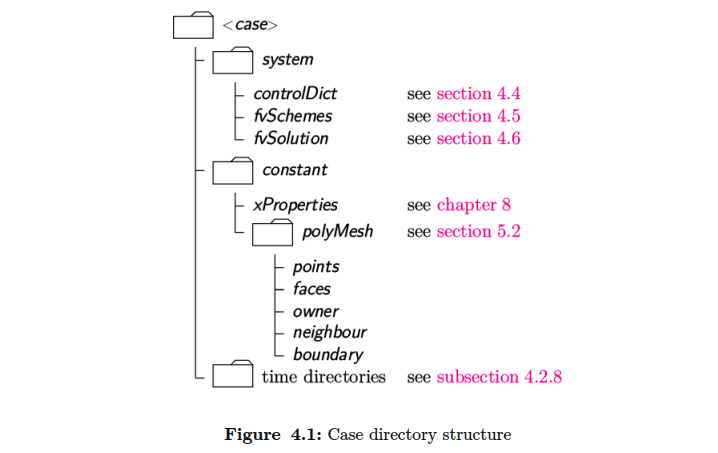 <case>
system
controlDict see section 4.4
fvSchemes see section 4.5
fvSolution see section 4.6
constant
xProperties see chapter 8
polyMesh see section 5.2
points
faces
owner
neighbour
boundary
time directories see subsection 4.2.8
Figure 4.1: Case directory structure